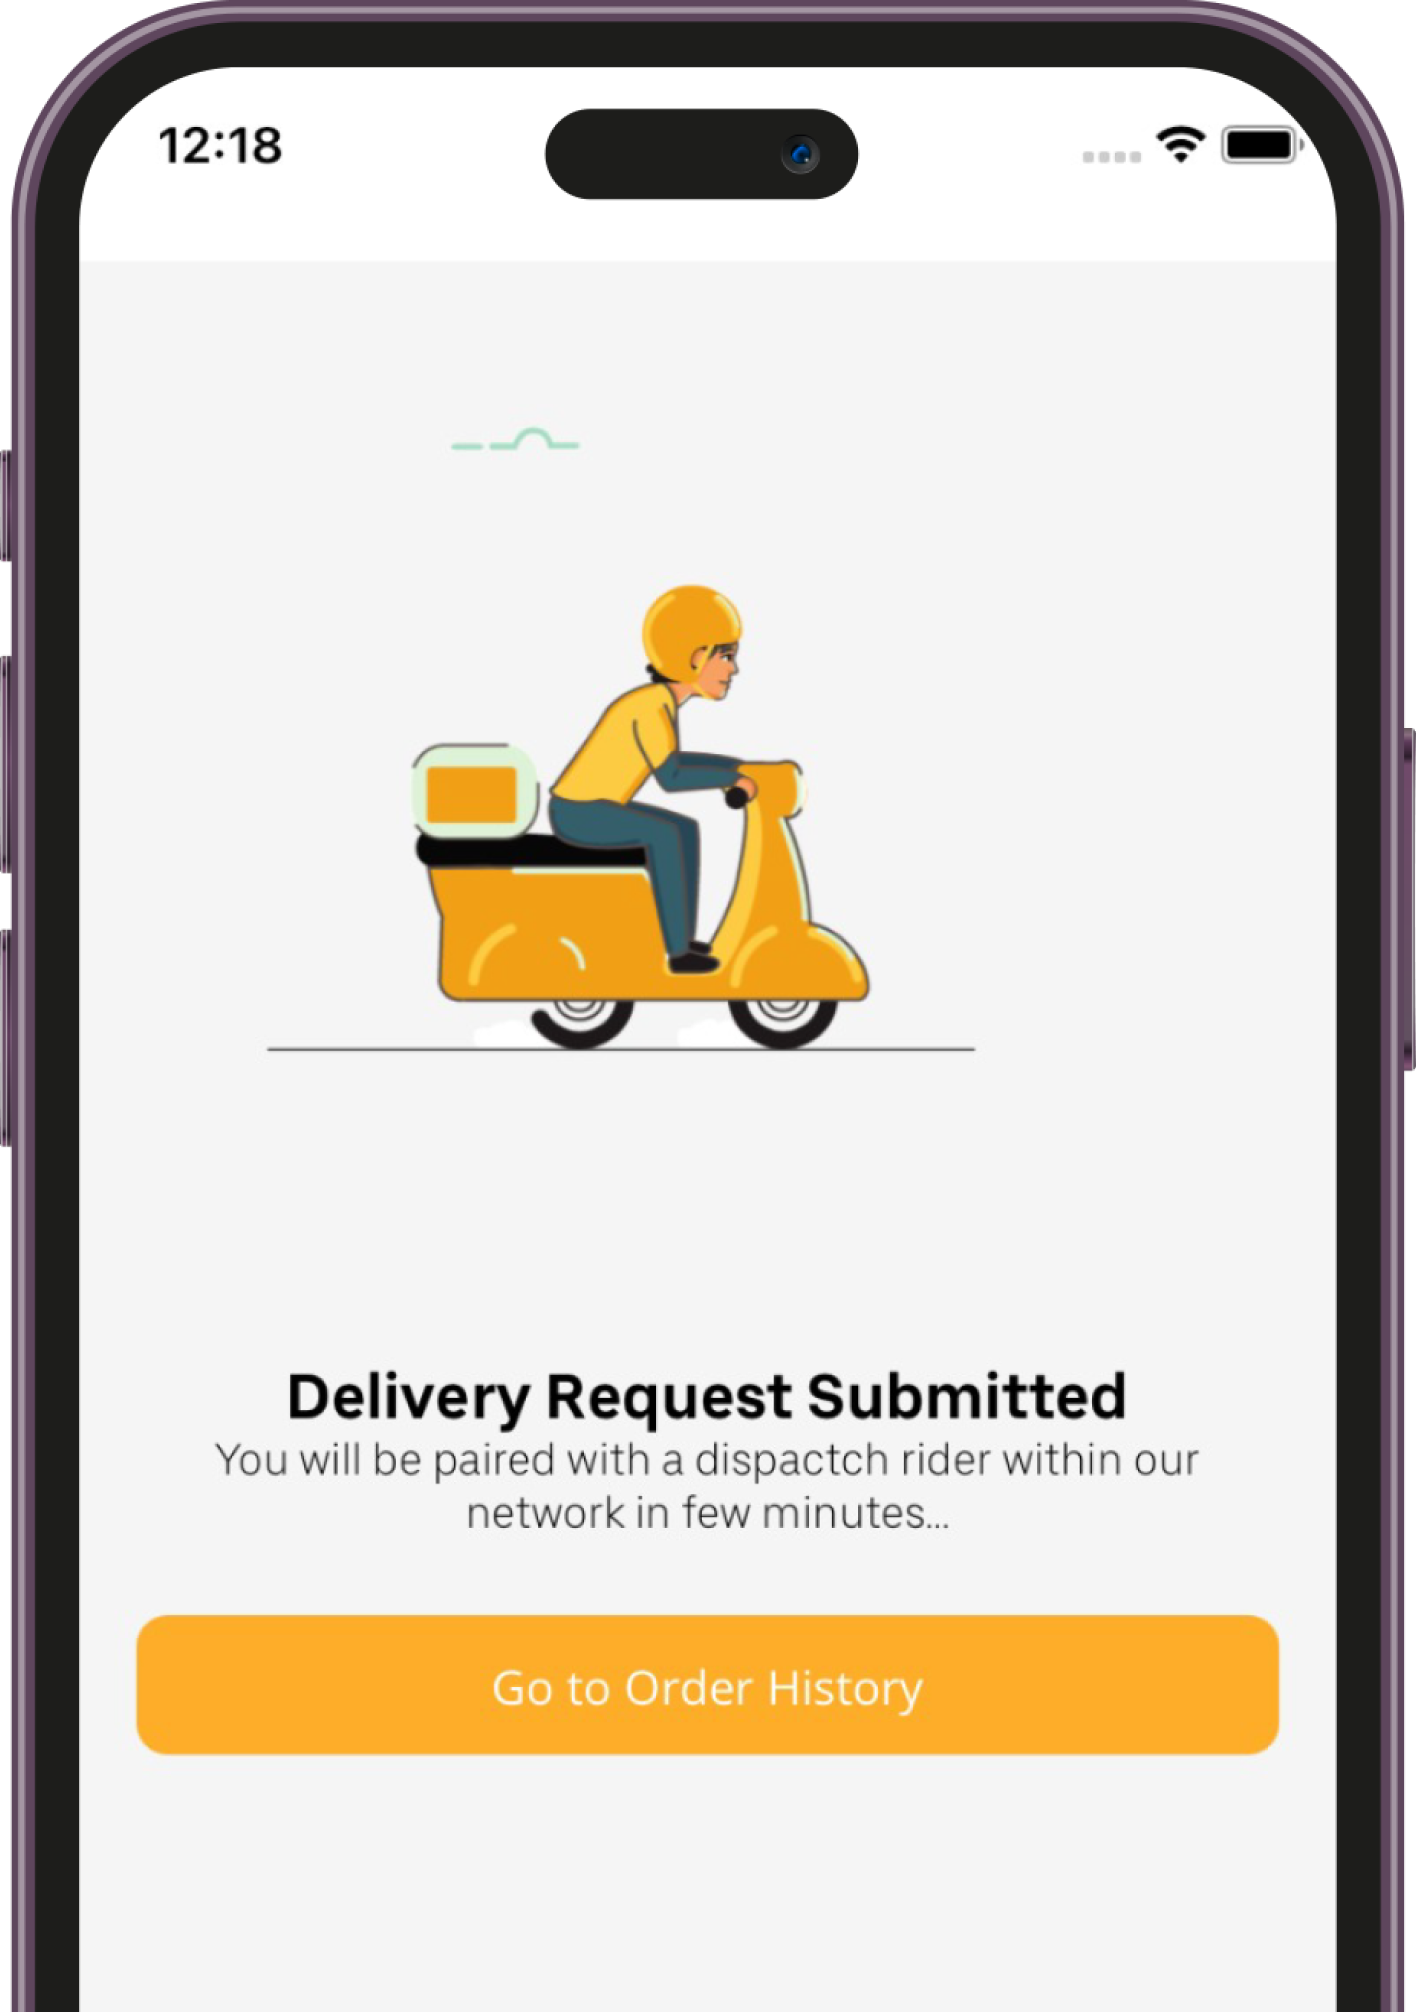 12:18
Delivery Request Submitted
You will be paired with a dispactch rider within our
network in few minutes...
Go to Order History